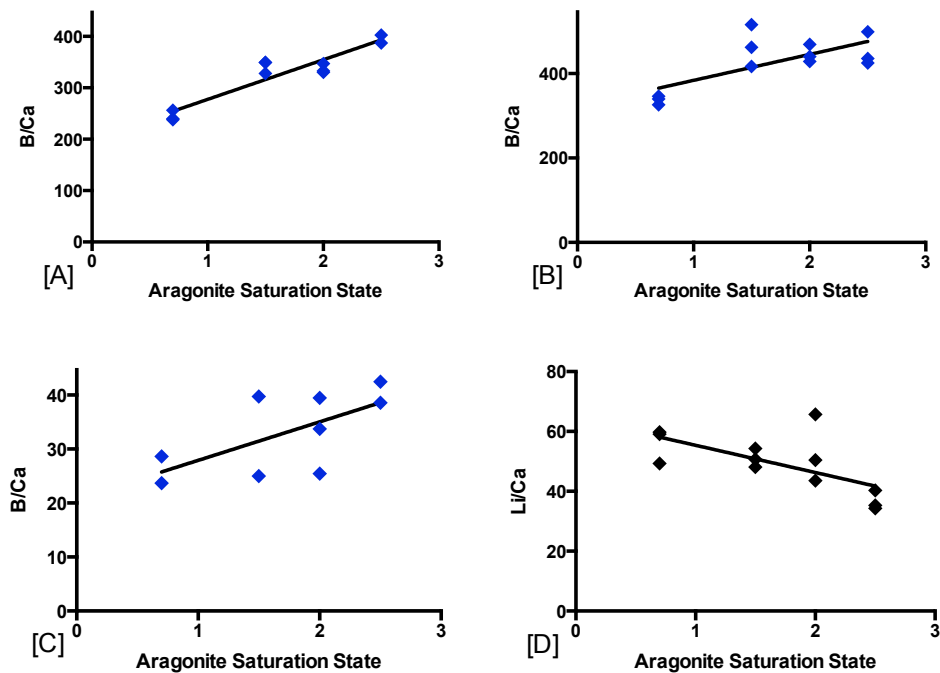 400
300
200
100
0
B/Ca
0 1 2 3
[A]
Aragonite Saturation State
400
200
0
B/Ca
0 1 2 3
[B]
Aragonite Saturation State
40
30
20
10
0
B/Ca
0 1 2 3
[C]
Aragonite Saturation State
80
60
40
20
0
Li/Ca
0 1 2 3
[D]
Aragonite Saturation State